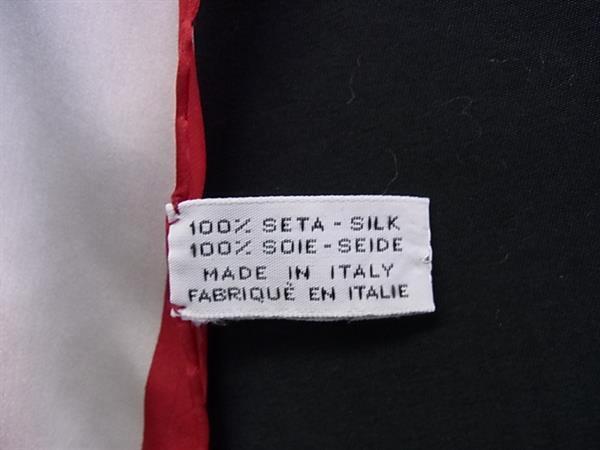 100% SETA - SILK
100% SOIE - SEIDE
MADE IN ITALY
FABRIQUÉ EN ITALIE